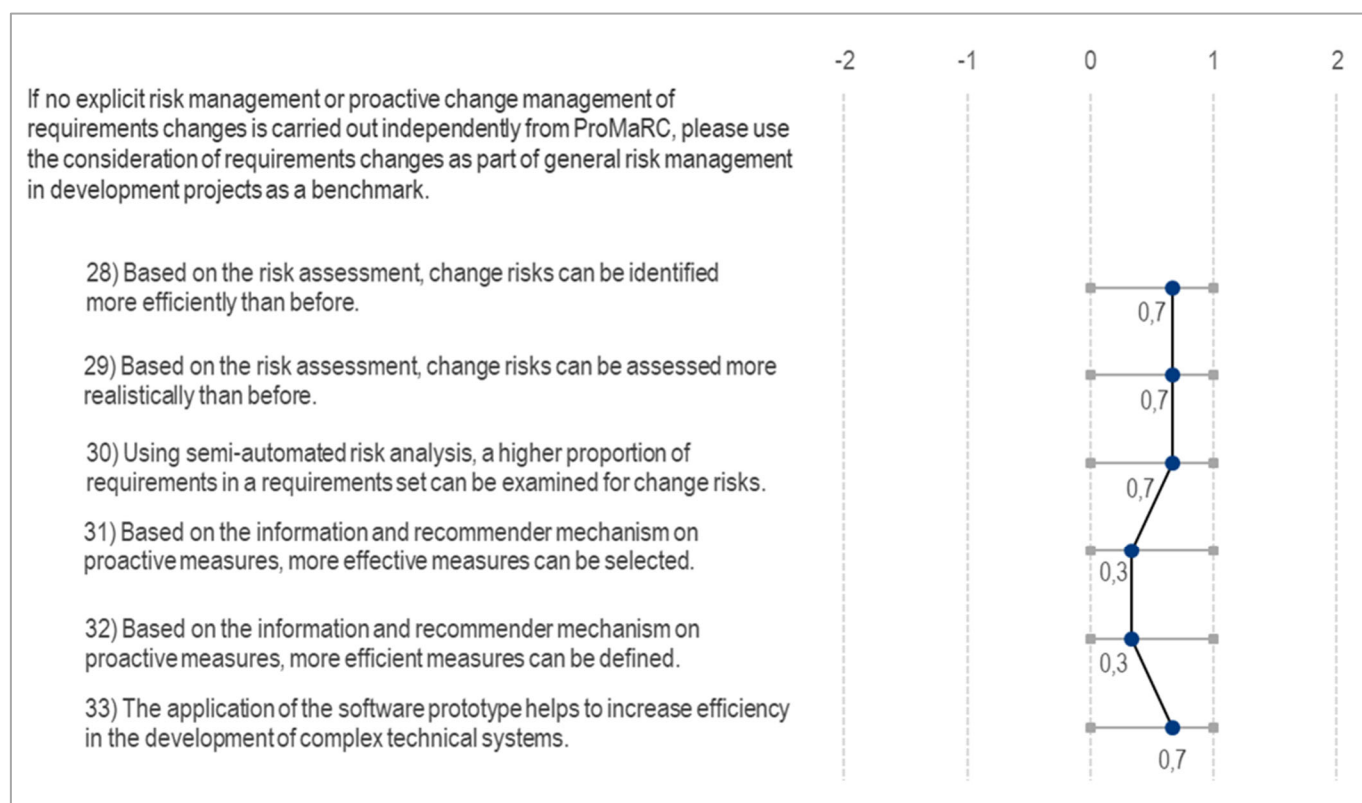 -2 -1 0 1 2
If no explicit risk management or proactive change management of
requirements changes is carried out independently from ProMaRC, please use
the consideration of requirements changes as part of general risk management
in development projects as a benchmark.
28) Based on the risk assessment, change risks can be identified
more efficiently than before.
0,7
29) Based on the risk assessment, change risks can be assessed more
realistically than before.
0,7
30) Using semi-automated risk analysis, a higher proportion of
requirements in a requirements set can be examined for change risks.
0,7
31) Based on the information and recommender mechanism on
proactive measures, more effective measures can be selected.
0,3
32) Based on the information and recommender mechanism on
proactive measures, more efficient measures can be defined.
0,3
33) The application of the software prototype helps to increase efficiency
in the development of complex technical systems.
0,7